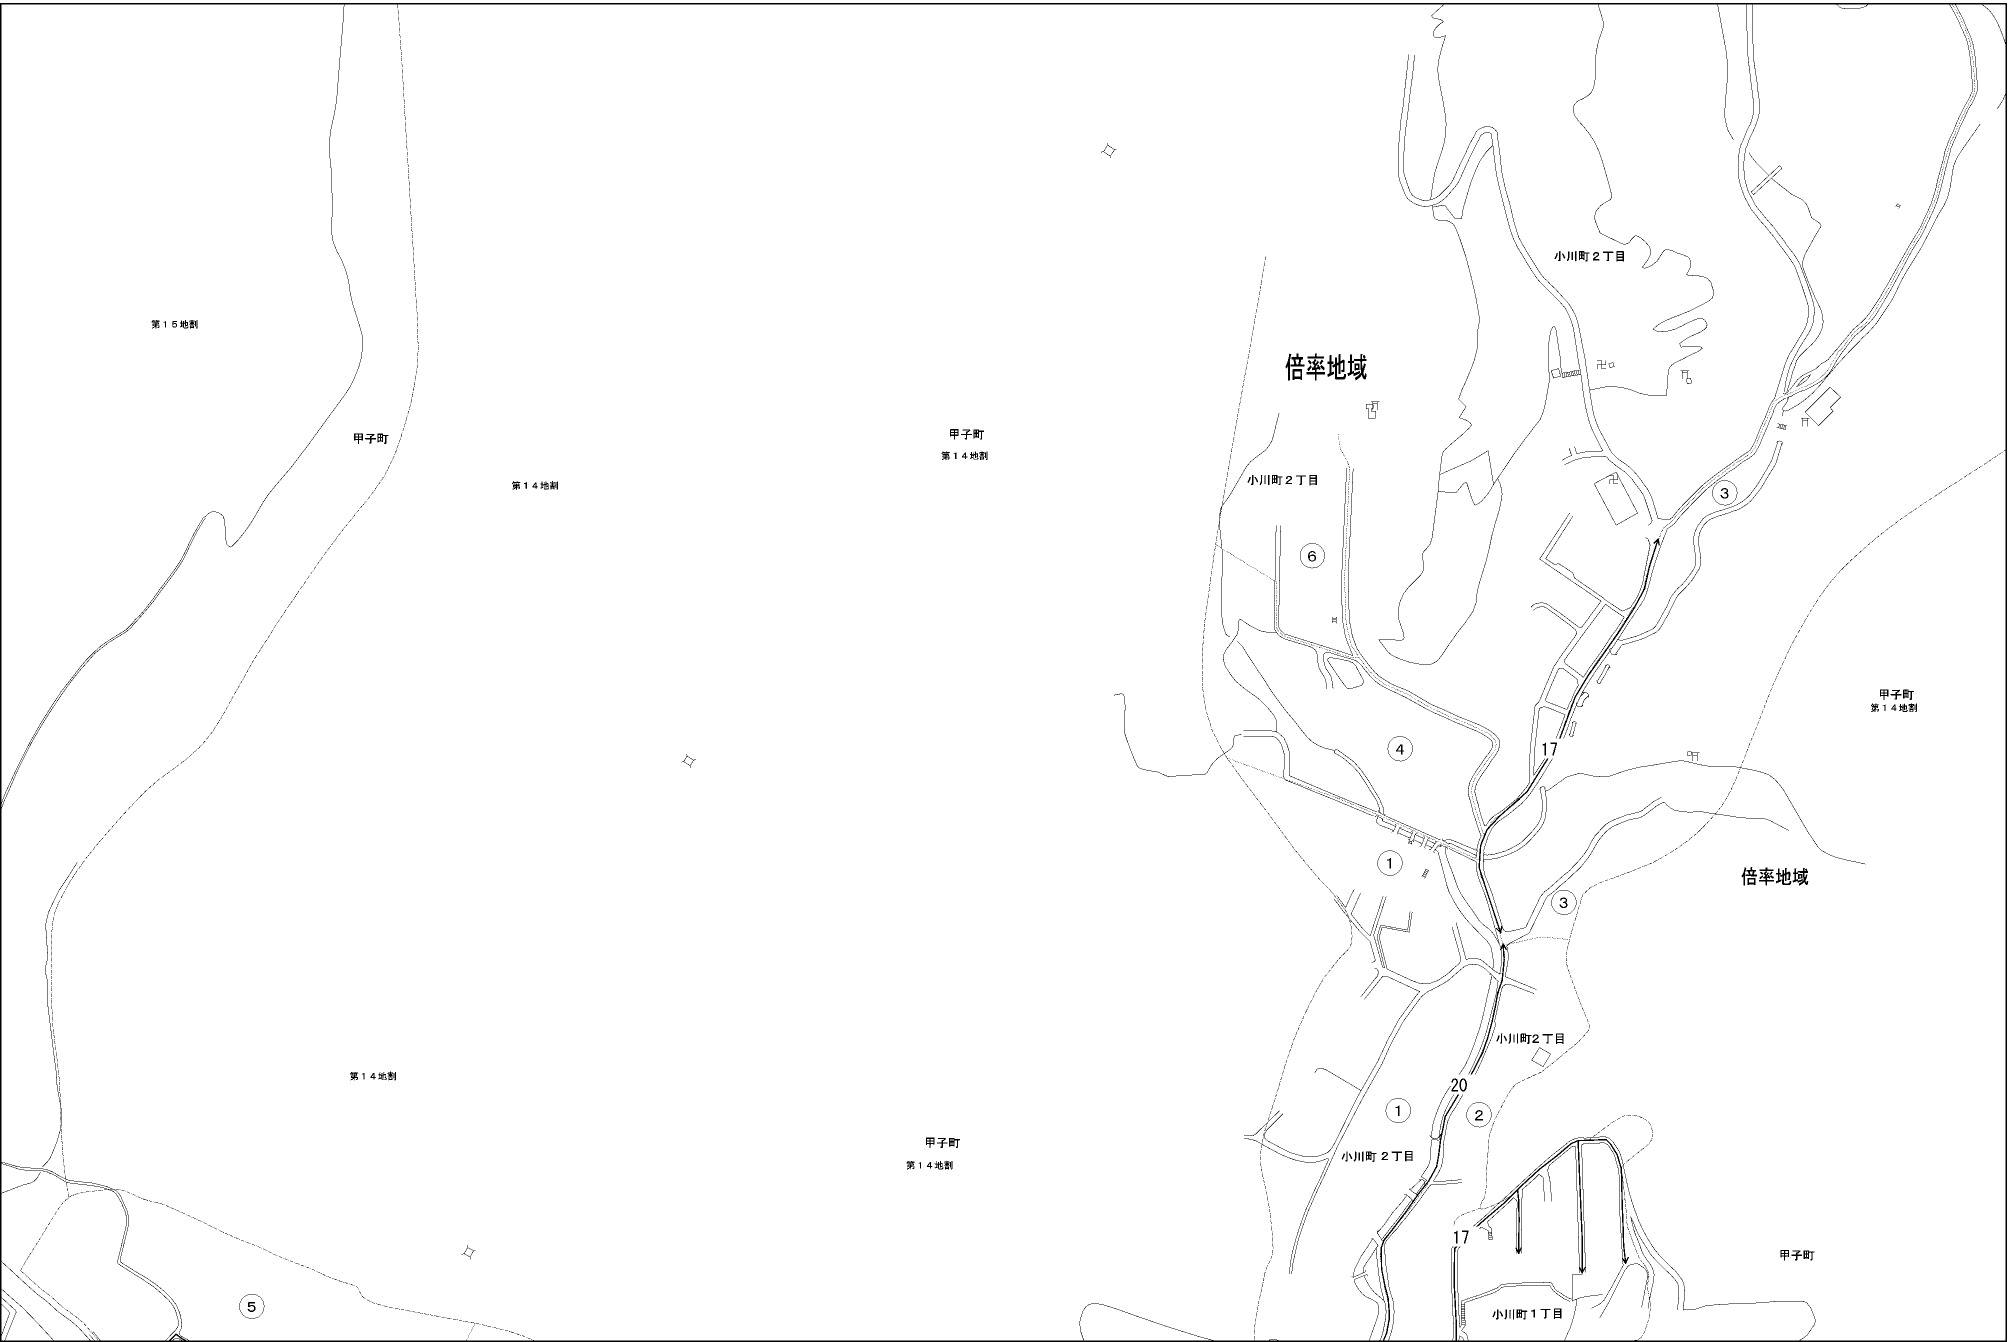 小川町２丁目
第１５地割
倍率地域
甲子町
第１４地割
甲子町
第１４地割
小川町２丁目
3
6
甲子町
第１４地割
4
17
1
倍率地域
3
小川町２丁目
第１４地割
20
1
2
甲子町
第１４地割
小川町２丁目
17
甲子町
5
小川町１丁目